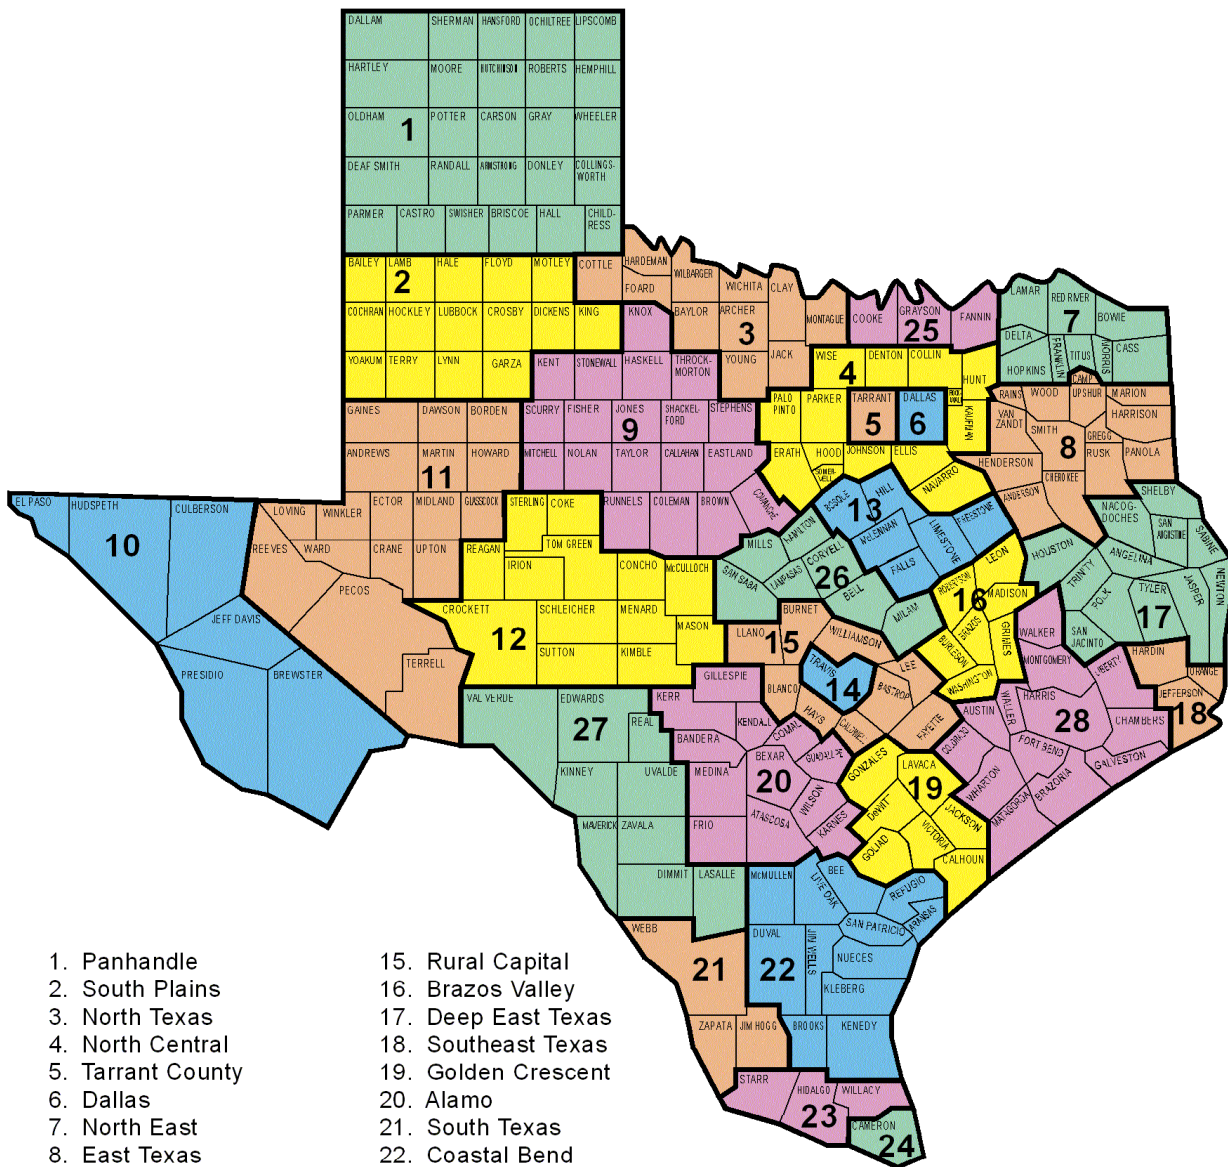 DALLAM SHERMAN HANSFORD OCHILTREE LIPSCOMB
HARTLEY MOORE HUTCHINSON ROBERTS HEMPHILL
OLDHAM 1 POTTER CARSON GRAY WHEELER
DEAF SMITH RANDALL ARMSTRONG DONLEY COLLINGS-
WORTH
PARMER CASTRO SWISHER BRISCOE HALL CHILD-
RESS
BAILEY LAMB HALE FLOYD MOTLEY COTTLE HARDEMAN WILBARGER
2
FOARD WICHITA CLAY
COCHRAN HOCKLEY LUBBOCK CROSBY DICKENS KING KNOX BAYLOR ARCHER MONTAGUE COOKE GRAYSON FANNIN
3 25
LAMAR RED RIVER BOWIE
7
DELTA FRANKLIN TITUS MORRIS CASS
HOPKINS CAMP
YOAKUM TERRY LYNN GARZA KENT STONEWALL HASKELL THROCK-
MORTON YOUNG JACK WISE DENTON COLLIN HUNT
4
GAINES DAWSON BORDEN SCURRY FISHER JONES SHACKEL-
FORD STEPHENS PALO
PINTO PARKER TARRANT DALLAS ROCK-
WALL KAUFMAN
9 5 6
RAINS WOOD UPSHUR MARION
VAN
ZANDT SMITH GREGG HARRISON
8
HENDERSON RUSK PANOLA
CHEROKEE ANDERSON
ANDREWS MARTIN HOWARD MITCHELL NOLAN TAYLOR CALLAHAN EASTLAND ERATH HOOD JOHNSON ELLIS
11
SOMER-
VELL NAVARRO
ECTOR MIDLAND GLASSCOCK STERLING COKE RUNNELS COLEMAN BROWN COMANCHE BOSQUE HILL
13
FREESTONE
EL PASO HUDSPETH CULBERSON LOVING WINKLER
10
REEVES WARD CRANE UPTON REAGAN IRION TOM GREEN CONCHO McCULLOCH
MILLS HAMILTON CORYELL McLENNAN LIMESTONE
SAN SABA LAMPASAS 26 BELL FALLS MILAM
LEON ROBERTSON MADISON
16
BRAZOS BURLESON GRIMES WASHINGTON
SHELBY
NACOG-
DOCHES SAN
AUGUSTINE SABINE
HOUSTON ANGELINA
TRINITY POLK TYLER JASPER NEWTON
17
SAN
JACINTO
PECOS JEFF DAVIS
CROCKETT SCHLEICHER MENARD MASON
12
SUTTON KIMBLE
TERRELL PRESIDIO BREWSTER
LLANO BURNET WILLIAMSON
15
TRAVIS LEE
14
BLANCO BASTROP
HAYS CALDWELL FAYETTE
WALKER MONTGOMERY LIBERTY HARDIN ORANGE
JEFFERSON
18
HARRIS AUSTIN WALLER CHAMBERS
28
COLORADO FORT BEND GALVESTON
WHARTON BRAZORIA MATAGORDA
VAL VERDE EDWARDS REAL
27
KINNEY UVALDE
GILLESPIE KERR KENDALL COMAL
BANDERA BEXAR GUADALUPE
20
MEDINA WILSON
FRIO ATASCOSA KARNES
GONZALES LAVACA
19
DeWITT JACKSON
VICTORIA GOLIAD CALHOUN
MAVERICK ZAVALA
DIMMIT LASALLE
McMULLEN LIVE OAK BEE REFUGIO
ARANSAS SAN PATRICIO
WEBB DUVAL JIM WELLS NUECES
21 22
KLEBERG
ZAPATA JIM HOGG BROOKS KENEDY
STARR HIDALGO WILLACY
23
CAMERON
24
1. Panhandle
2. South Plains
3. North Texas
4. North Central
5. Tarrant County
6. Dallas
7. North East
8. East Texas
15. Rural Capital
16. Brazos Valley
17. Deep East Texas
18. Southeast Texas
19. Golden Crescent
20. Alamo
21. South Texas
22. Coastal Bend